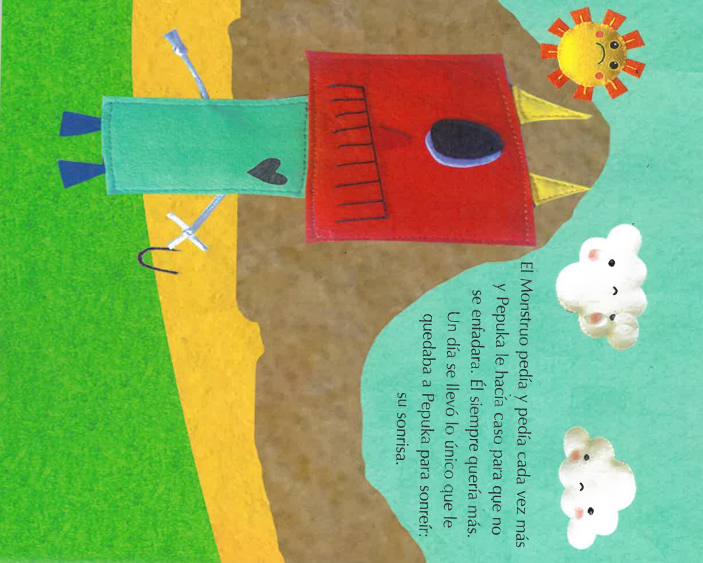 El Monstruo pedía y pedía cada vez más
y Pepuka le hacía caso para que no
se enfadara. Él siempre quería más.
Un día se llevó lo único que le
quedaba a Pepuka para sonreír:
su sonrisa.